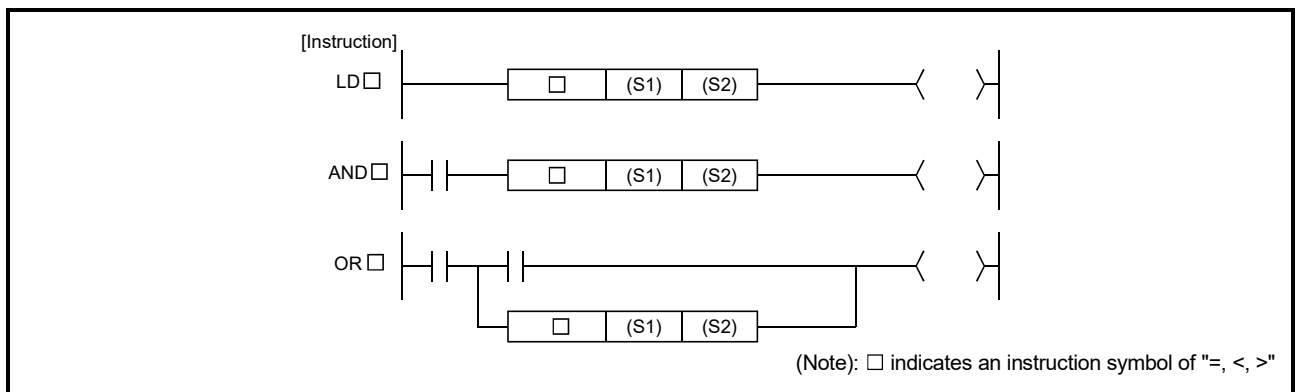 [Instruction]
LD□ □ (S1) (S2)
AND□ □ (S1) (S2)
OR□
□ (S1) (S2)
(Note): □ indicates an instruction symbol of "=, <, >"